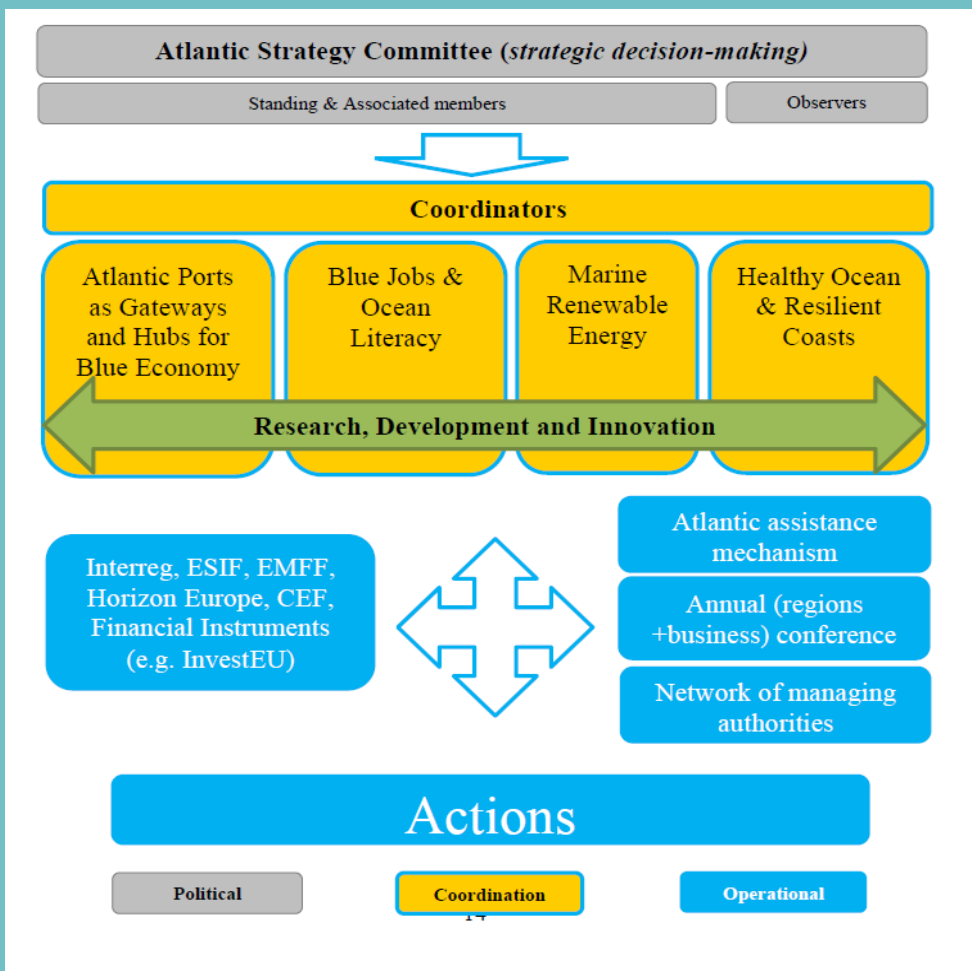 Atlantic Strategy Committee (strategic decision-making)
Standing & Associated members
Observers
Coordinators
Atlantic Ports
as Gateways
and Hubs for
Blue Economy
Blue Jobs &
Ocean
Literacy
Marine
Renewable
Energy
Healthy Ocean
& Resilient
Coasts
Research, Development and Innovation
Interreg, ESIF, EMFF,
Horizon Europe, CEF,
Financial Instruments
(e.g. InvestEU)
Atlantic assistance
mechanism
Annual (regions
+business) conference
Network of managing
authorities
Actions
Political
Coordination
Operational